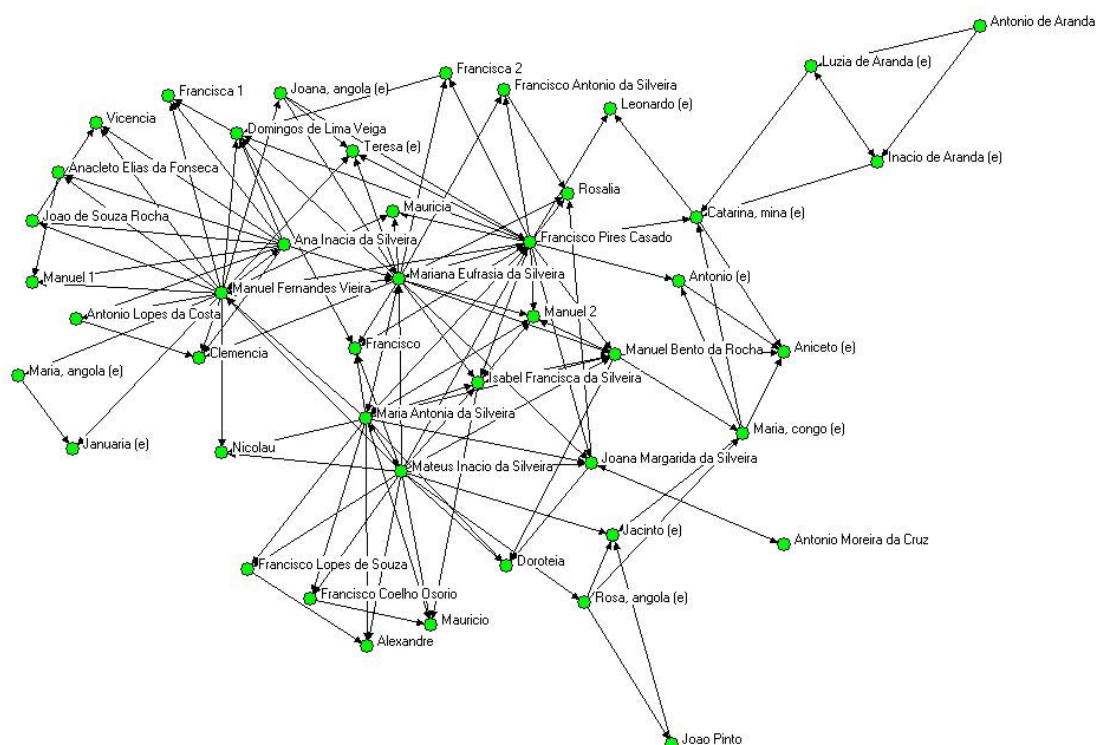 Antonio de Aranda
Luzia de Aranda (e)
Francisca 2
Francisco Antonio da Silveira
Francisca 1
Joana, angola (e)
Leonardo (e)
Vicencia
Domingos de Lima Veiga
Teresa (e)
Inacio de Aranda (e)
Anacleto Elias da Fonseca
Rosalia
Mauricia
Joao de Souza Rocha
Catarina, mina (e)
Ana Inacia da Silveira
Francisco Pires Casado
Manuel 1
Mariana Eufrasia da Silveira
Antonio (e)
Manuel Fernandes Vieira
Antonio Lopes da Costa
Manuel 2
Francisco
Clemencia
Manuel Bento da Rocha
Aniceto (e)
Maria, angola (e)
Isabel Francisca da Silveira
Maria Antonia da Silveira
Maria, congo (e)
Januaria (e)
Nicolau
Joana Margarida da Silveira
Mateus Inacio da Silveira
Jacinto (e)
Antonio Moreira da Cruz
Francisco Lopes de Souza
Doroteia
Francisco Coelho Osorio
Rosa, angola (e)
Mauricio
Alexandre
Joao Pinto